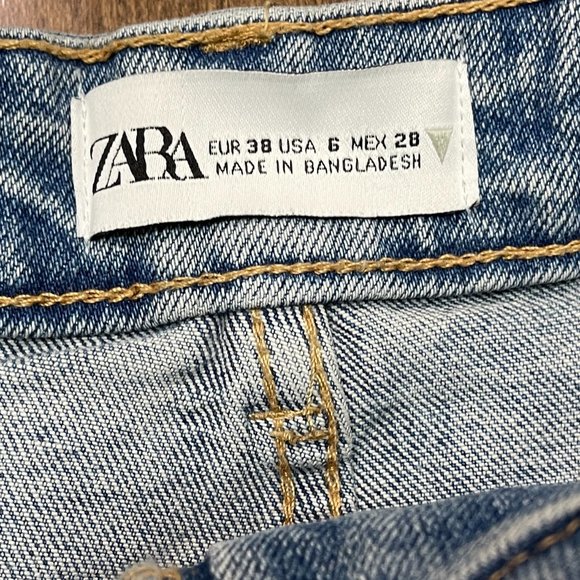 ZARA
EUR 38 USA 6 MEX 28
MADE IN BANGLADESH